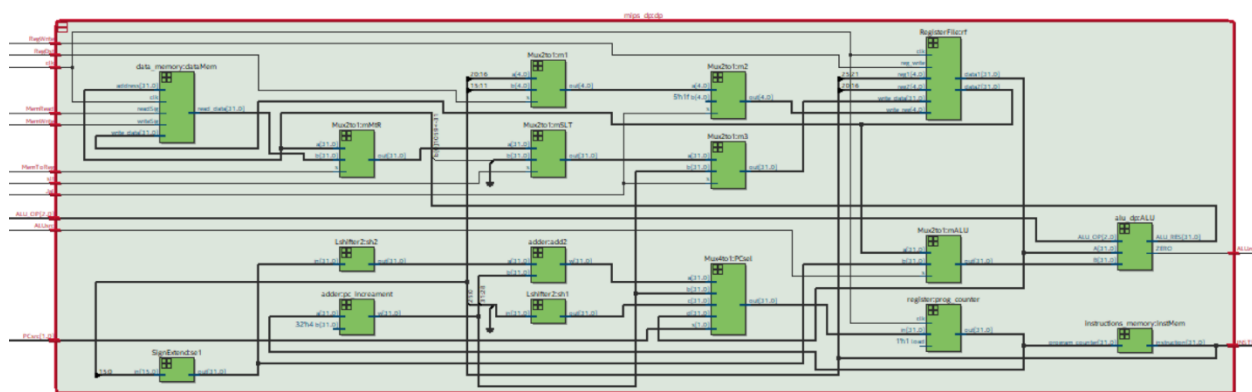 mips_dp:dp
RegWrite
RegDst
clk
MemRead
MemWrite
MemToReg
slt
jal
ALU_OP[2:0]
ALUsrc
PCsrc[1:0]
data_memory:dataMem
address[31:0]
clk
readSig
writeSig
write_data[31:0]
read_data[31:0]
Mux2to1:mMtR
a[31:0]
b[31:0]
s
out[31:0]
Mux2to1:m1
20:16
15:11
a[4:0]
b[4:0]
s
out[4:0]
Mux2to1:mSLT
a[31:0]
b[31:0]
s
out[31:0]
Mux2to1:m2
a[4:0]
5'h1f b[4:0]
s
out[4:0]
Mux2to1:m3
a[31:0]
b[31:0]
s
out[31:0]
RegisterFile:rf
clk
reg_write
25:21
reg1[4:0]
20:16
reg2[4:0]
write_data[31:0]
write_reg[4:0]
data1[31:0]
data2[31:0]
Lshifter2:sh2
in[31:0]
out[31:0]
adder:add2
a[31:0]
b[31:0]
s[31:0]
adder:pc_increament
a[31:0]
32'h4 b[31:0]
s[31:0]
Lshifter2:sh1
in[31:0]
out[31:0]
Mux4to1:PCsel
a[31:0]
b[31:0]
c[31:0]
d[31:0]
s[1:0]
out[31:0]
Mux2to1:mALU
a[31:0]
b[31:0]
s
out[31:0]
alu_dp:ALU
ALU_OP[2:0]
A[31:0]
B[31:0]
ALU_RES[31:0]
ZERO
register:prog_counter
clk
in[31:0]
1'h1 load
out[31:0]
Instructions_memory:InstMem
program_counter[31:0]
instruction[31:0]
SignExtend:se1
15:0
in[15:0]
out[31:0]